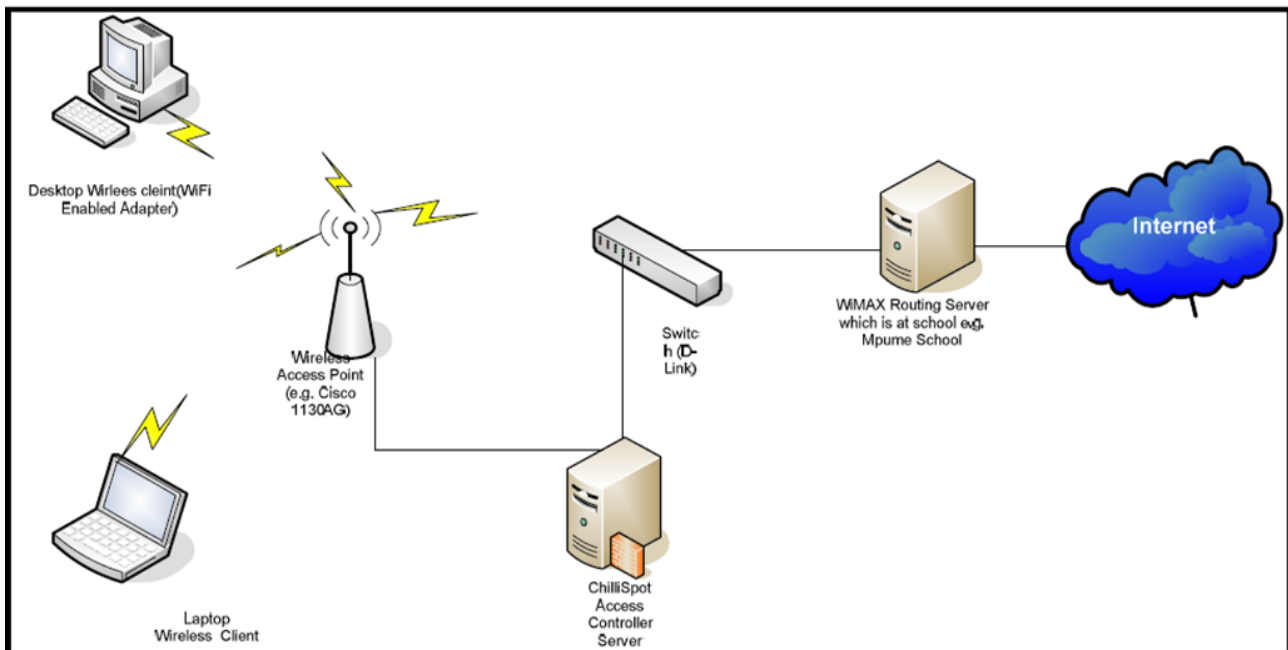 Desktop Wirlees cleint(WiFi
Enabled Adapter)
Internet
WiMAX Routing Server
which is at school e.g.
Mpume School
Switc
h (D-
Link)
Wireless
Access Point
(e.g. Cisco
1130AG)
ChilliSpot
Access
Controller
Server
Laptop
Wireless Client